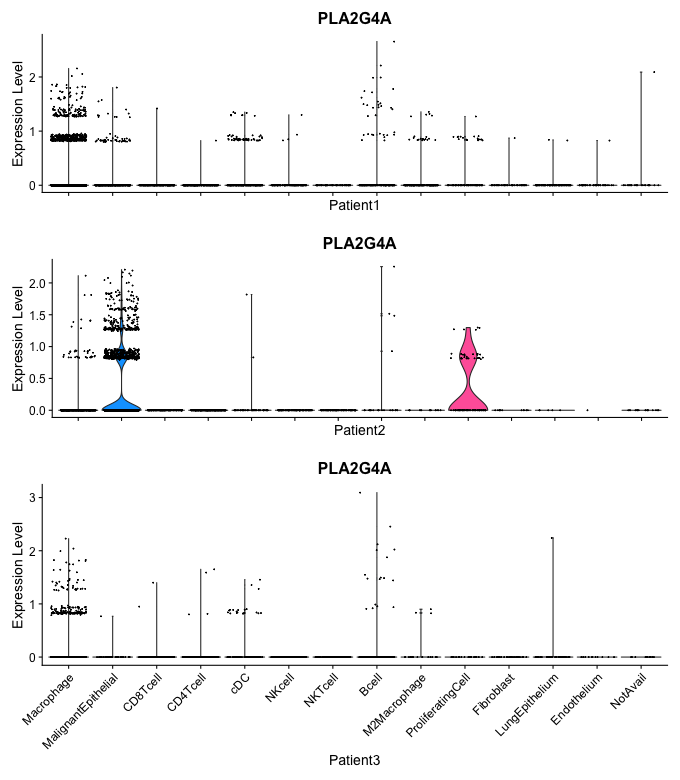 PLA2G4A
Expression Level
2
1
0
Patient1
PLA2G4A
Expression Level
2.0
1.5
1.0
0.5
0.0
Patient2
PLA2G4A
Expression Level
3
2
1
0
Macrophage
MalignantEpithelial
CD8Tcell
CD4Tcell
cDC
NKcell
NKTcell
Bcell
M2Macrophage
ProliferatingCell
Fibroblast
LungEpithelium
Endothelium
NotAvail
Patient3